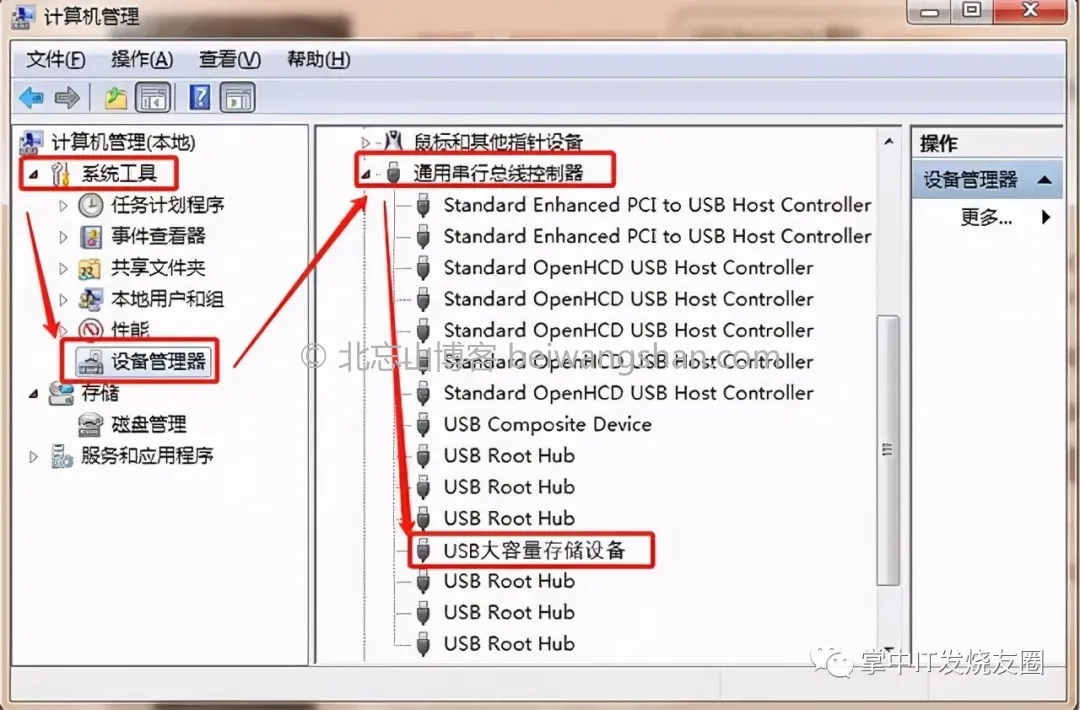 计算机管理
文件(F) 操作(A) 查看(V) 帮助(H)
计算机管理(本地)
系统工具
任务计划程序
事件查看器
共享文件夹
本地用户和组
性能
设备管理器
存储
磁盘管理
服务和应用程序
鼠标和其他指针设备
通用串行总线控制器
Standard Enhanced PCI to USB Host Controller
Standard Enhanced PCI to USB Host Controller
Standard OpenHCD USB Host Controller
Standard OpenHCD USB Host Controller
Standard OpenHCD USB Host Controller
Standard OpenHCD USB Host Controller
Standard OpenHCD USB Host Controller
USB Composite Device
USB Root Hub
USB Root Hub
USB Root Hub
USB大容量存储设备
USB Root Hub
USB Root Hub
USB Root Hub
操作
设备管理器
更多...
© 北忘山博客 beiwangshan.com
掌中IT发烧友圈